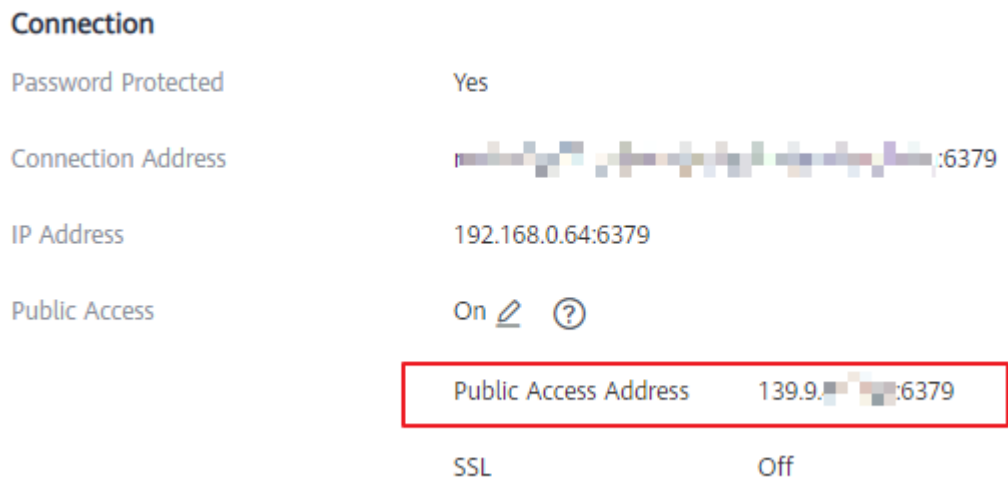 Connection
Password Protected Yes
Connection Address :6379
IP Address 192.168.0.64:6379
Public Access On
Public Access Address 139.9. :6379
SSL Off